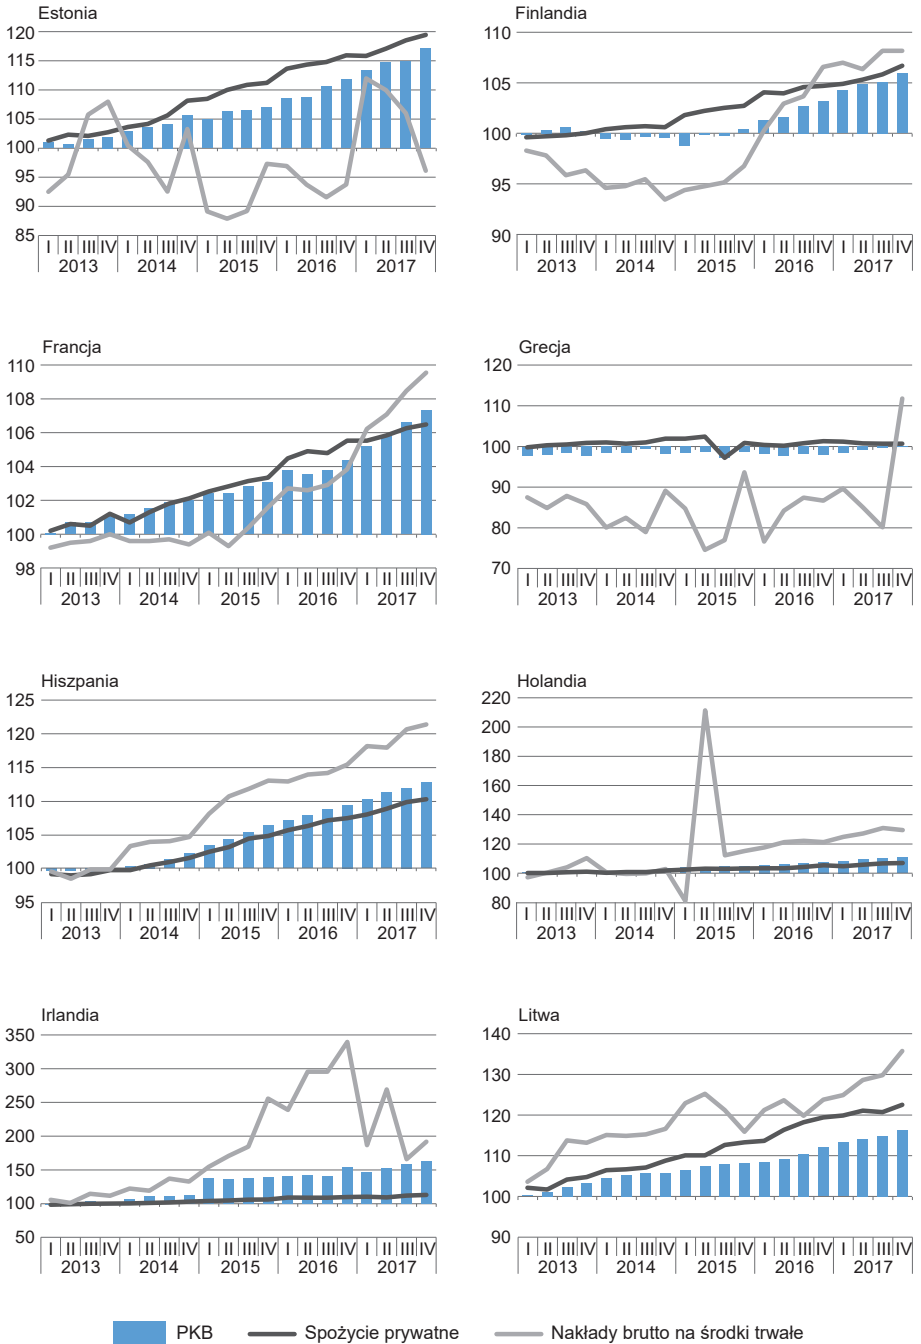 Estonia
120
115
110
105
100
95
90
85
I II III IV I II III IV I II III IV I II III IV I II III IV
2013 2014 2015 2016 2017
Finlandia
110
105
100
95
90
I II III IV I II III IV I II III IV I II III IV I II III IV
2013 2014 2015 2016 2017
Francja
110
108
106
104
102
100
98
I II III IV I II III IV I II III IV I II III IV I II III IV
2013 2014 2015 2016 2017
Grecja
120
110
100
90
80
70
I II III IV I II III IV I II III IV I II III IV I II III IV
2013 2014 2015 2016 2017
Hiszpania
125
120
115
110
105
100
95
I II III IV I II III IV I II III IV I II III IV I II III IV
2013 2014 2015 2016 2017
Holandia
220
200
180
160
140
120
100
80
I II III IV I II III IV I II III IV I II III IV I II III IV
2013 2014 2015 2016 2017
Irlandia
350
300
250
200
150
100
50
I II III IV I II III IV I II III IV I II III IV I II III IV
2013 2014 2015 2016 2017
Litwa
140
130
120
110
100
90
I II III IV I II III IV I II III IV I II III IV I II III IV
2013 2014 2015 2016 2017
PKB Spożycie prywatne Nakłady brutto na środki trwałe